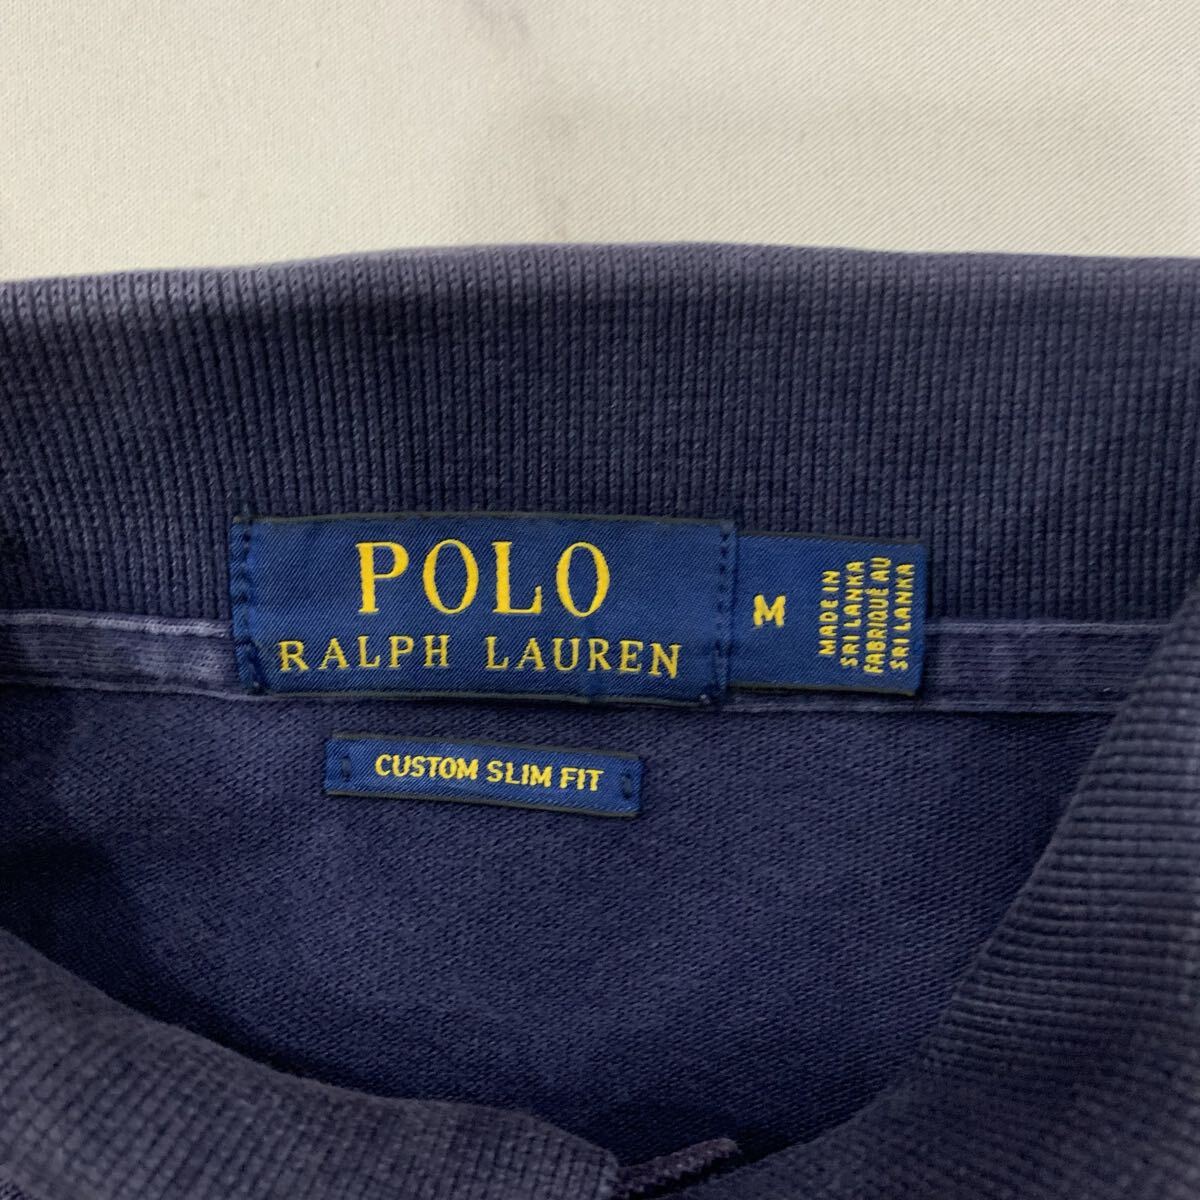 POLO
RALPH LAUREN
M
MADE IN
SRI LANKA
FABRIQUÉ AU
SRI LANKA
CUSTOM SLIM FIT